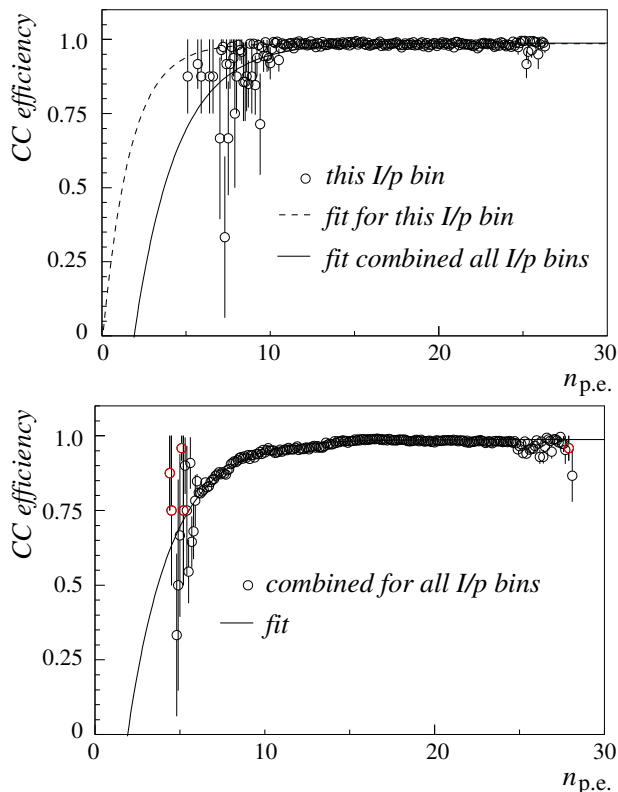 CC efficiency
1.0
0.75
0.5
0.25
0
this I/p bin
fit for this I/p bin
fit combined all I/p bins
0 10 20 30
n p.e.
CC efficiency
1.0
0.75
0.5
0.25
0
combined for all I/p bins
fit
0 10 20 30
n p.e.